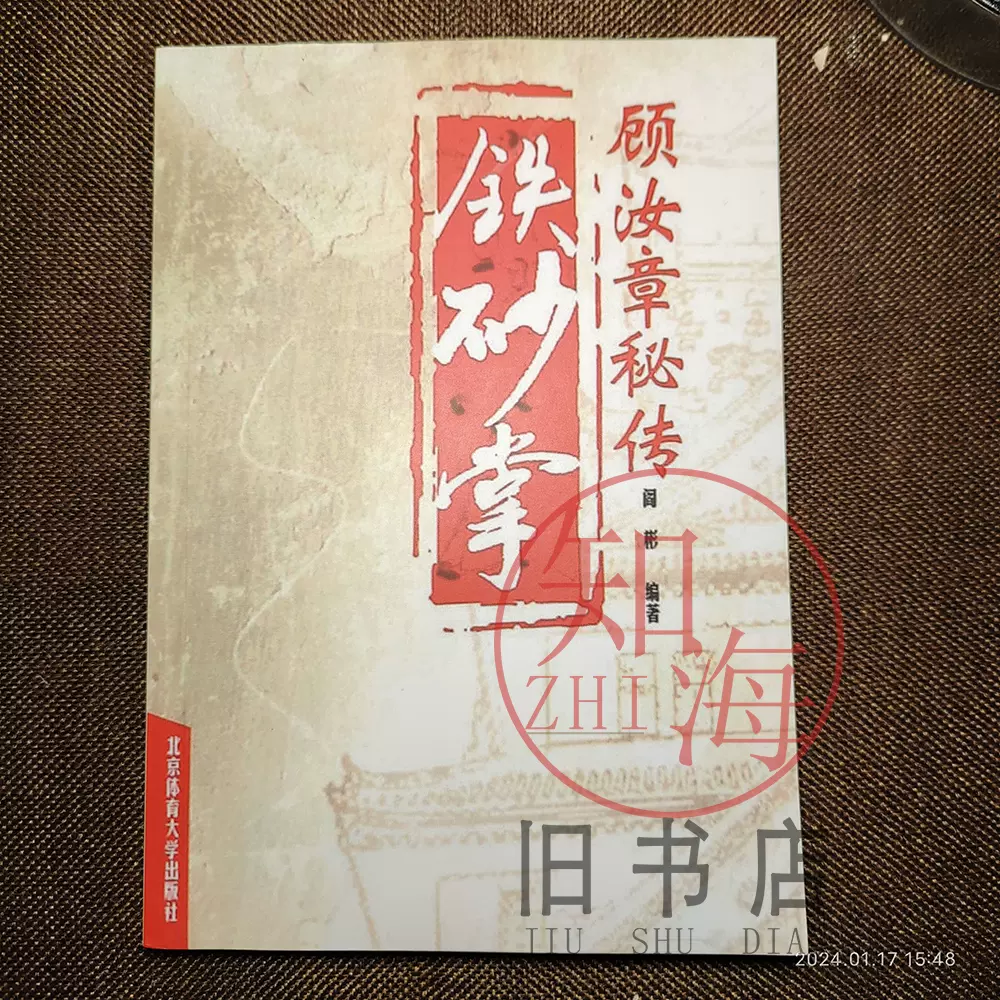 顾汝章秘传
铁砂掌
阎彬 编著
北京体育大学出版社
知海
ZHI
旧书店
JIU SHU DIA
2024.01.17 15:48